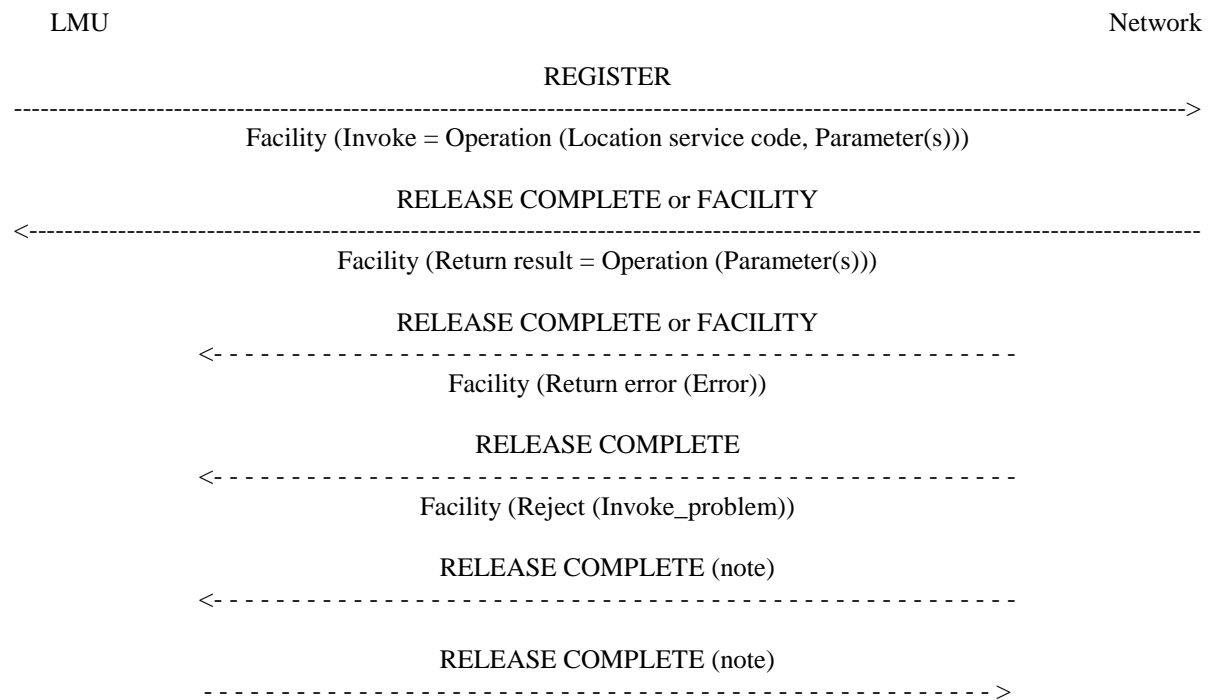 LMU Network
REGISTER
Facility (Invoke = Operation (Location service code, Parameter(s)))
RELEASE COMPLETE or FACILITY
Facility (Return result = Operation (Parameter(s)))
RELEASE COMPLETE or FACILITY
Facility (Return error (Error))
RELEASE COMPLETE
Facility (Reject (Invoke_problem))
RELEASE COMPLETE (note)
RELEASE COMPLETE (note)